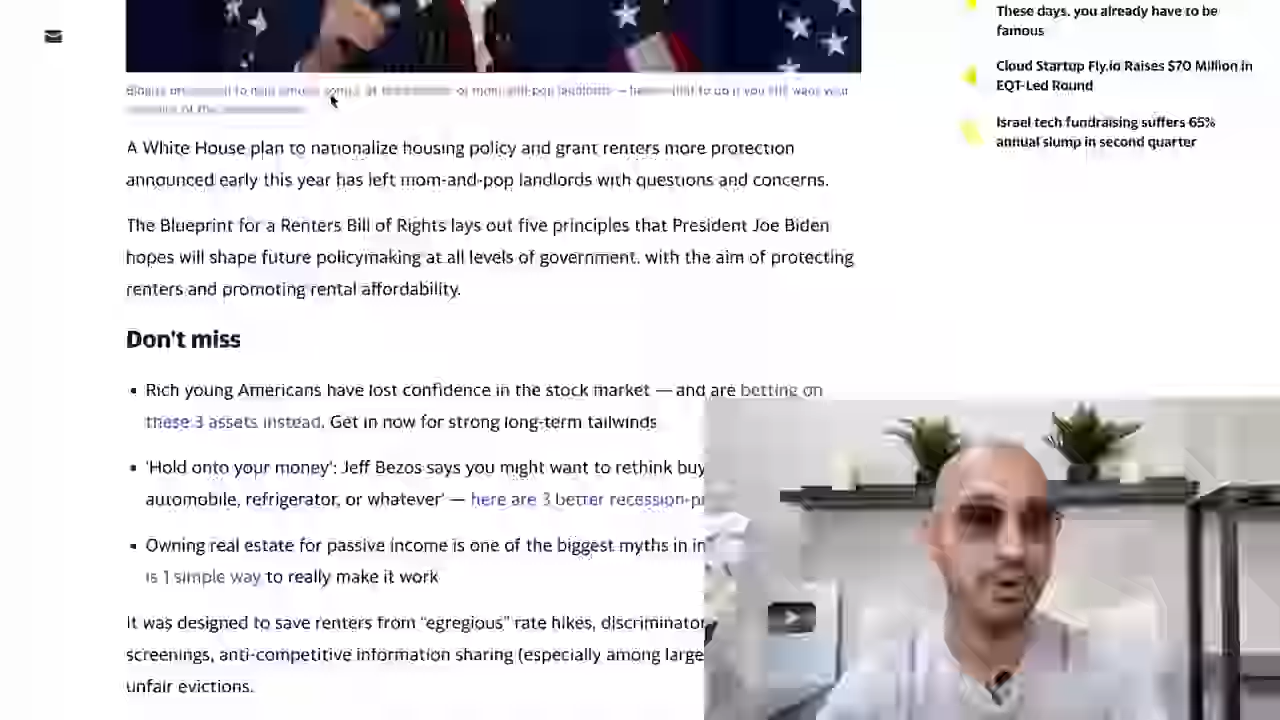 These days, you already have to be
famous
Cloud Startup Fly.io Raises $70 Million in
EQT-Led Round
Israel tech fundraising suffers 65%
annual slump in second quarter
A White House plan to nationalize housing policy and grant renters more protection
announced early this year has left mom-and-pop landlords with questions and concerns.
The Blueprint for a Renters Bill of Rights lays out five principles that President Joe Biden
hopes will shape future policymaking at all levels of government, with the aim of protecting
renters and promoting rental affordability.
Don't miss
• Rich young Americans have lost confidence in the stock market — and are betting on
these 3 assets instead. Get in now for strong long-term tailwinds
• 'Hold onto your money': Jeff Bezos says you might want to rethink buy
automobile, refrigerator, or whatever' — here are 3 better recession-p
• Owning real estate for passive income is one of the biggest myths in in
is 1 simple way to really make it work
It was designed to save renters from "egregious" rate hikes, discriminator
screenings, anti-competitive information sharing (especially among large
unfair evictions.